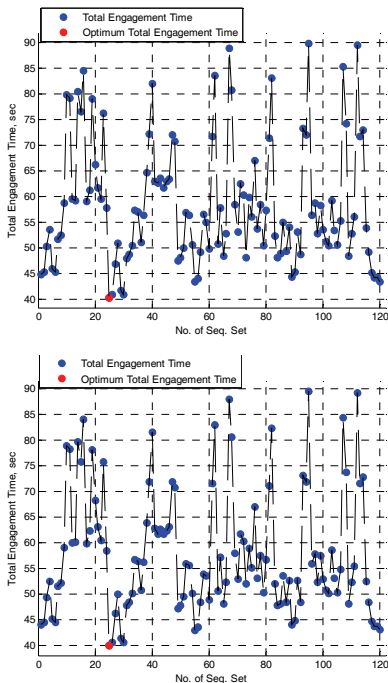 Total Engagement Time
Optimum Total Engagement Time
90
85
80
75
70
65
60
55
50
45
40
Total Engagement Time, sec
0 20 40 60 80 100 120
No. of Seq. Set
Total Engagement Time
Optimum Total Engagement Time
90
85
80
75
70
65
60
55
50
45
40
Total Engagement Time, sec
0 20 40 60 80 100 120
No. of Seq. Set